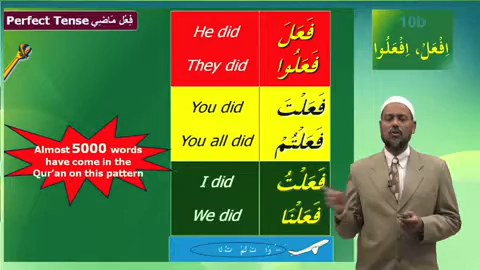 Perfect Tense فِعْل مَاضِي
10b
اِفْعَلْ، اِفْعَلُوا
He did فَعَلَ
They did فَعَلُوا
You did فَعَلْتَ
You all did فَعَلْتُمْ
I did فَعَلْتُ
We did فَعَلْنَا
Almost 5000 words
have come in the
Qur'an on this pattern